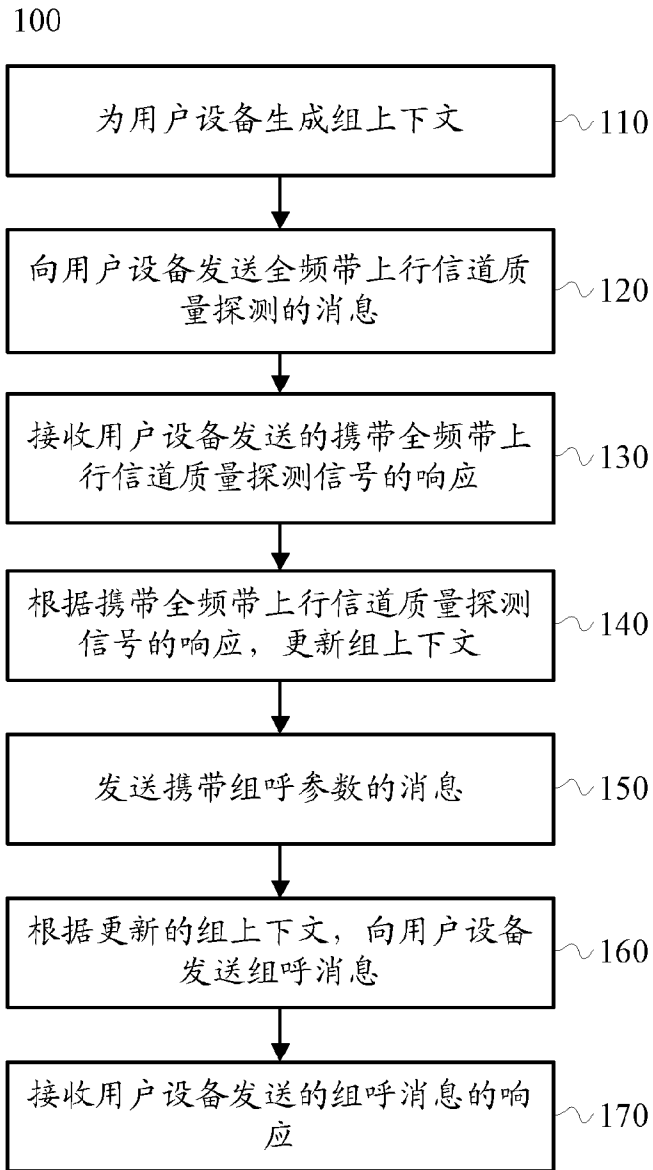 100
为用户设备生成组上下文
110
向用户设备发送全频带上行信道质
量探测的消息
120
接收用户设备发送的携带全频带上
行信道质量探测信号的响应
130
根据携带全频带上行信道质量探测
信号的响应，更新组上下文
140
发送携带组呼参数的消息
150
根据更新的组上下文，向用户设备
发送组呼消息
160
接收用户设备发送的组呼消息的响
应
170